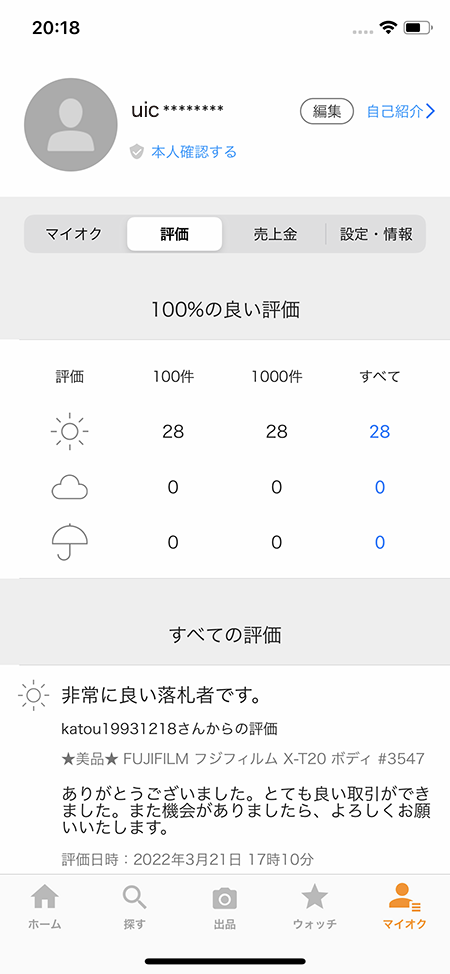 20:18
uic ********
編集
自己紹介
本人確認する
マイオク 評価 売上金 設定・情報
100%の良い評価
評価 100件 1000件 すべて
28 28 28
0 0 0
0 0 0
すべての評価
非常に良い落札者です。
katou19931218さんからの評価
★美品★ FUJIFILM フジフィルム X-T20 ボディ #3547
ありがとうございました。とても良い取引ができ
ました。また機会がありましたら、よろしくお願
いいたします。
評価日時：2022年3月21日 17時10分
ホーム 探す 出品 ウォッチ マイオク